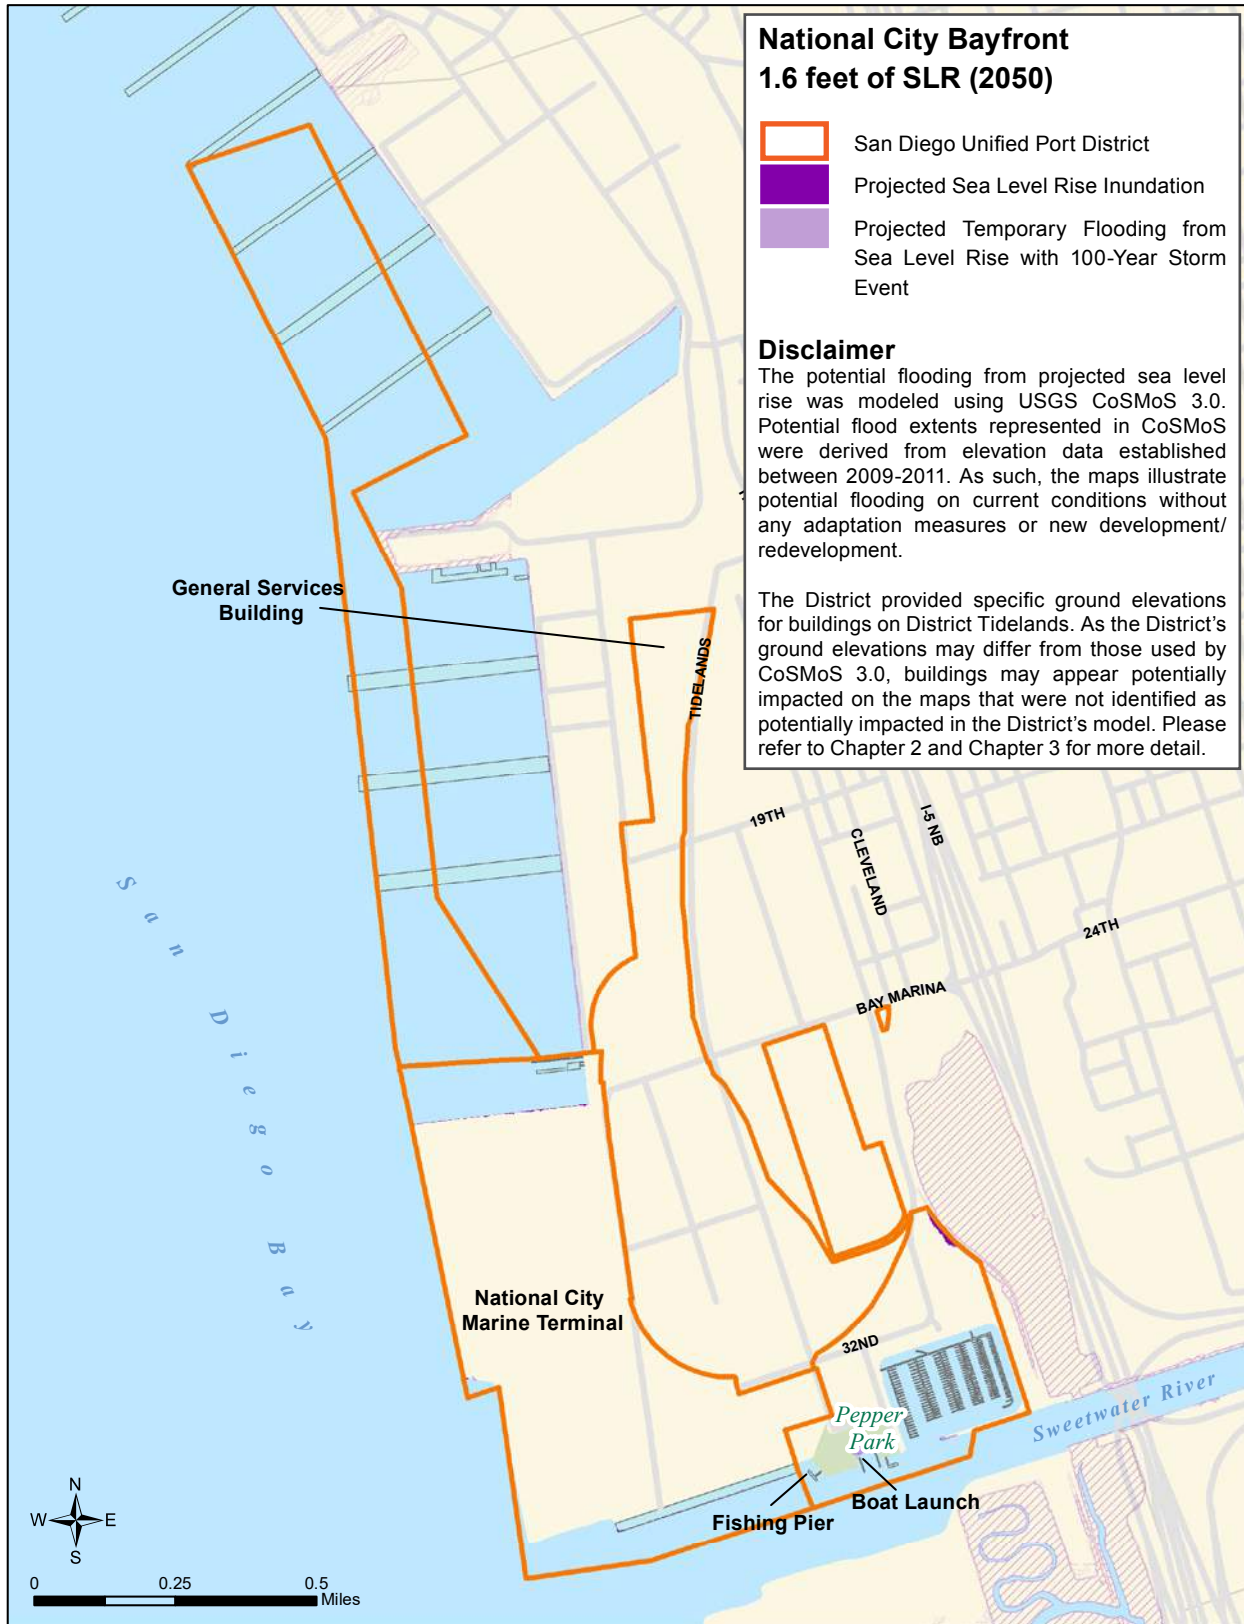 National City Bayfront
1.6 feet of SLR (2050)
San Diego Unified Port District
Projected Sea Level Rise Inundation
Projected Temporary Flooding from
Sea Level Rise with 100-Year Storm
Event
Disclaimer
The potential flooding from projected sea level
rise was modeled using USGS CoSMoS 3.0.
Potential flood extents represented in CoSMoS
were derived from elevation data established
between 2009-2011. As such, the maps illustrate
potential flooding on current conditions without
any adaptation measures or new development/
redevelopment.
The District provided specific ground elevations
for buildings on District Tidelands. As the District's
ground elevations may differ from those used by
CoSMoS 3.0, buildings may appear potentially
impacted on the maps that were not identified as
potentially impacted in the District's model. Please
refer to Chapter 2 and Chapter 3 for more detail.
General Services
Building
TIDELANDS
19TH
CLEVELAND
I-5 NB
24TH
BAY MARINA
San Diego Bay
National City
Marine Terminal
32ND
Pepper
Park
Sweetwater River
Boat Launch
Fishing Pier
N
W E
S
0 0.25 0.5
Miles